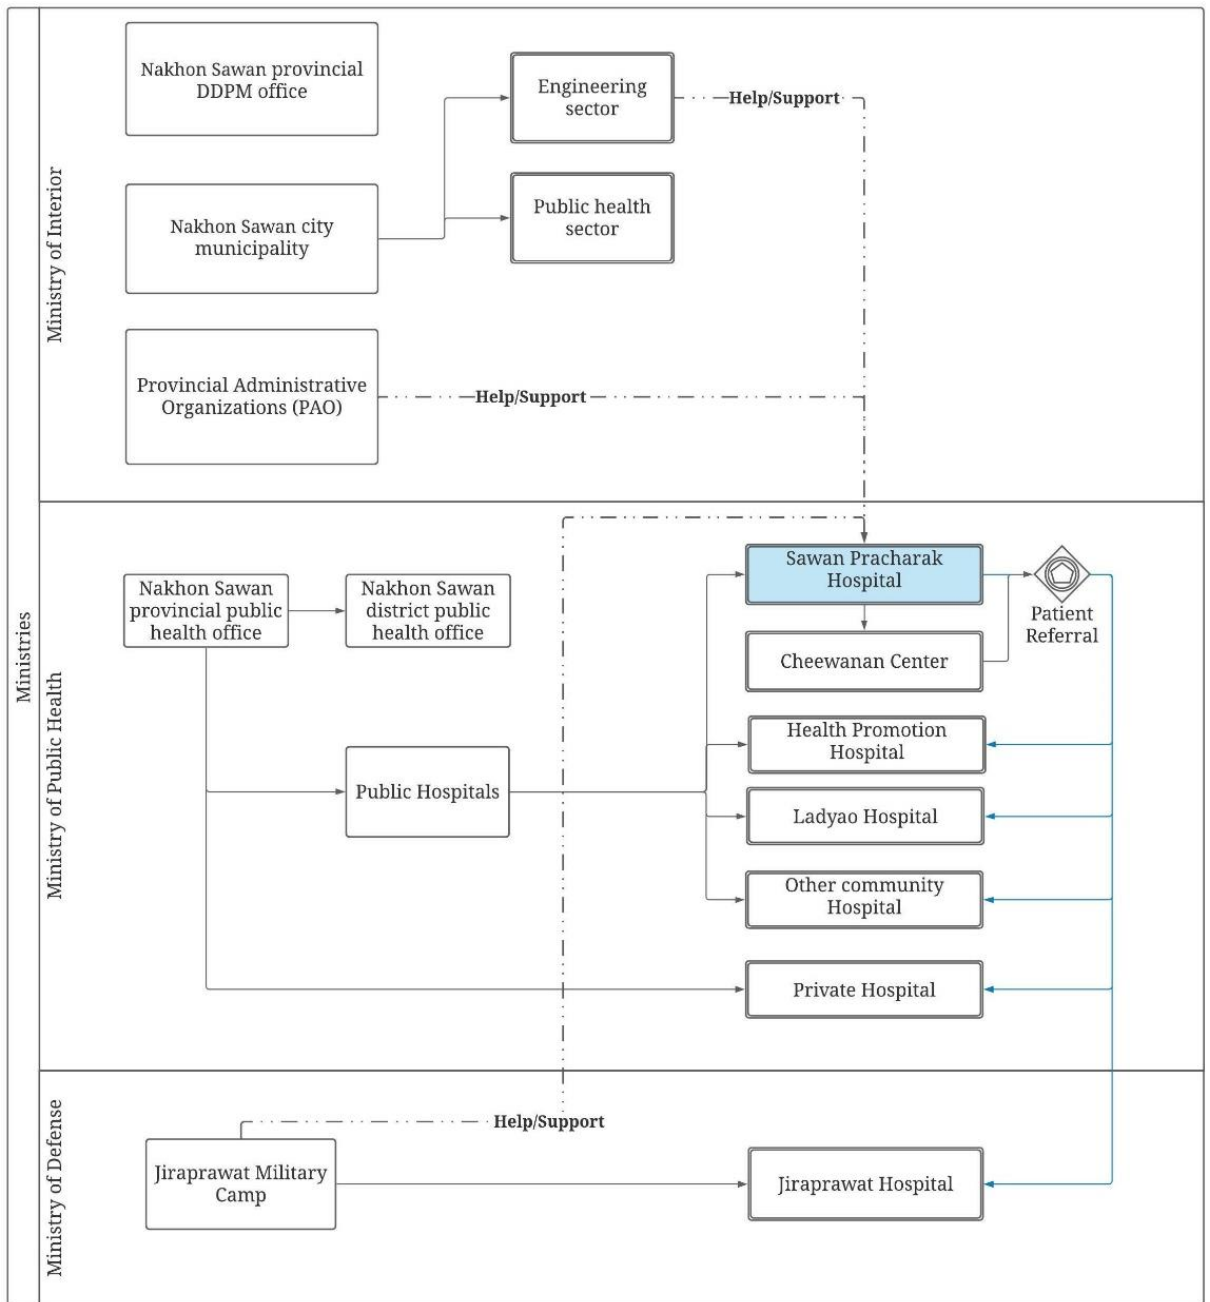 Ministries
Ministry of Interior
Nakhon Sawan provincial
DDPM office
Engineering
sector
Help/Support
Public health
sector
Nakhon Sawan city
municipality
Provincial Administrative
Organizations (PAO)
Help/Support
Ministry of Public Health
Nakhon Sawan
provincial public
health office
Nakhon Sawan
district public
health office
Sawan Pracharak
Hospital
Patient
Referral
Cheewanan Center
Health Promotion
Hospital
Public Hospitals
Ladyao Hospital
Other community
Hospital
Private Hospital
Ministry of Defense
Help/Support
Jiraprawat Military
Camp
Jiraprawat Hospital